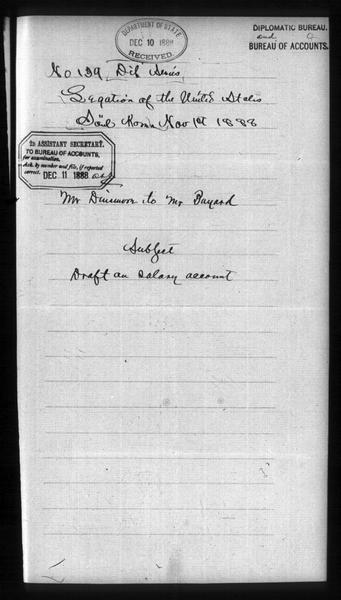 DEPARTMENT OF STATE
DEC 10 1888
RECEIVED
DIPLOMATIC BUREAU.
and
BUREAU OF ACCOUNTS.
No 139 Dip Series
Legation of the United States
Söul Korea Nov 1st 1888
2D ASSISTANT SECRETARY.
TO BUREAU OF ACCOUNTS,
for examination.
Ack. by number and file, if reported
correct.
DEC 11 1888
Mr Dinsmore to Mr Bayard
Subject
Draft on salary account